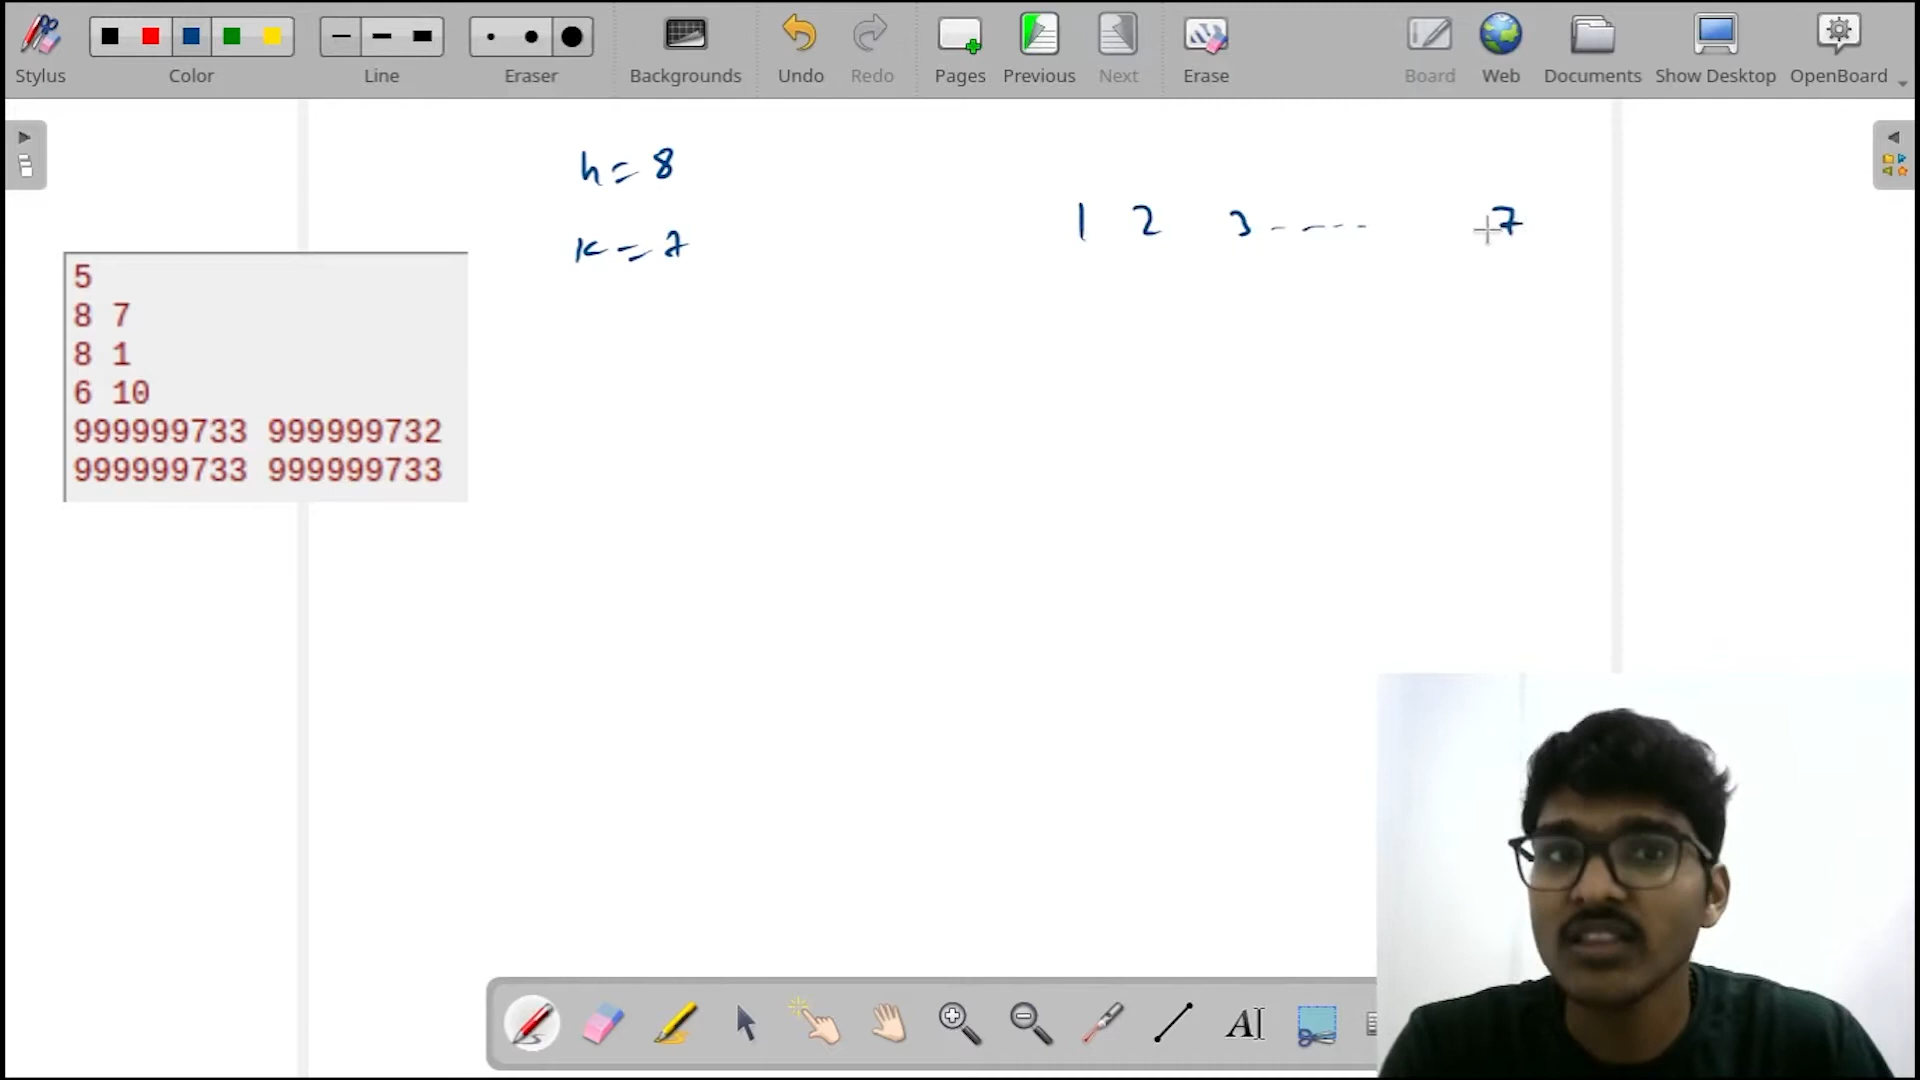 Stylus Color Line Eraser Backgrounds Undo Redo Pages Previous Next Erase Board Web Documents Show Desktop OpenBoard
n = 8
1 2 3 ------- 7
k = 7
5
8 7
8 1
6 10
999999733 999999732
999999733 999999733